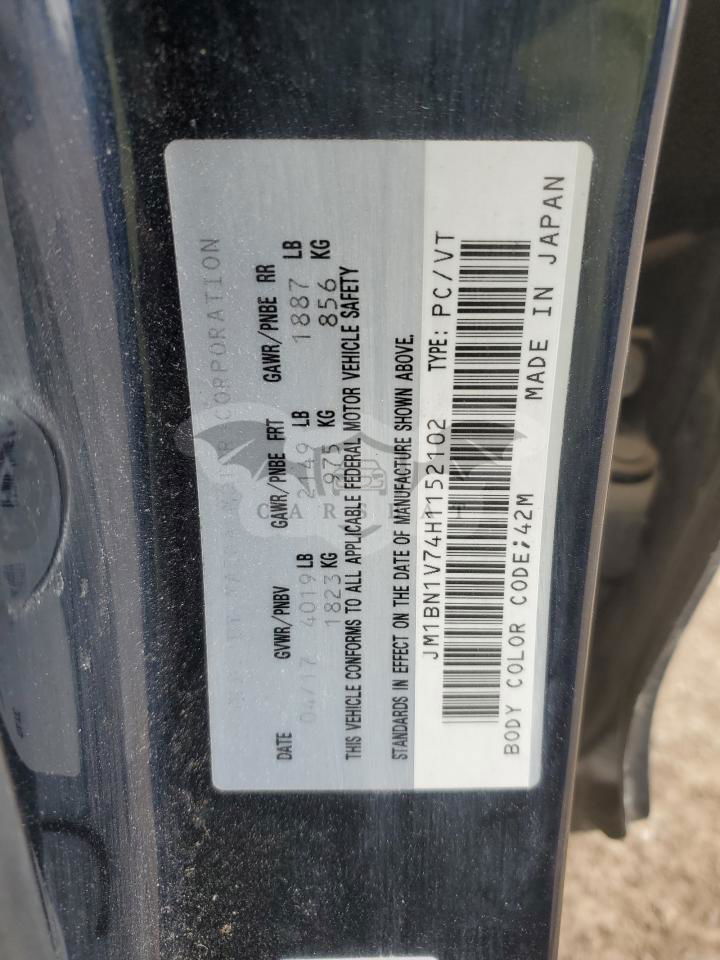 CORPORATION
DATE GVWR/PNBV GAWR/PNBE FRT GAWR/PNBE RR
04/17 4019 LB 2149 LB 1887 LB
1823 KG 975 KG 856 KG
THIS VEHICLE CONFORMS TO ALL APPLICABLE FEDERAL MOTOR VEHICLE SAFETY
STANDARDS IN EFFECT ON THE DATE OF MANUFACTURE SHOWN ABOVE.
JM1BN1V74H1152102 TYPE: PC/VT
BODY COLOR CODE;42M MADE IN JAPAN